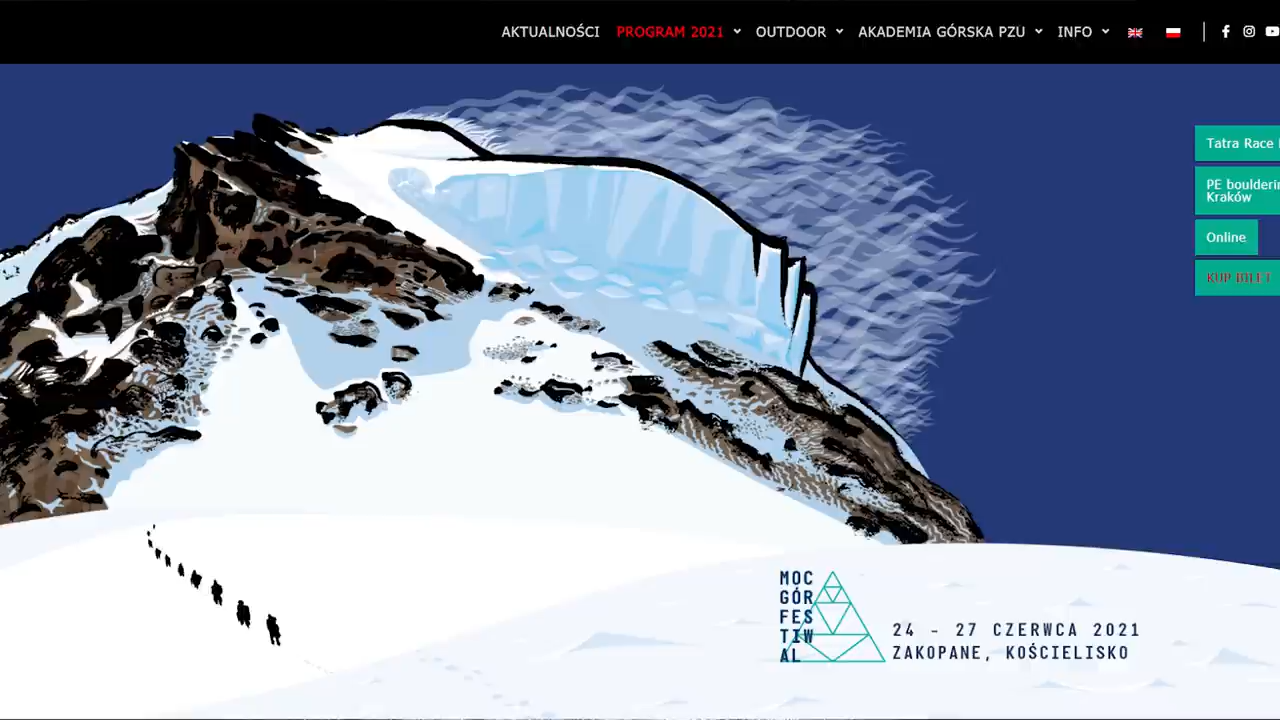 AKTUALNOŚCI PROGRAM 2021 OUTDOOR AKADEMIA GÓRSKA PZU INFO
Tatra Race
PE boulderin
Kraków
Online
KUP BILET
MOC
GÓR
FES
TIW
AL
24 - 27 CZERWCA 2021
ZAKOPANE, KOŚCIELISKO